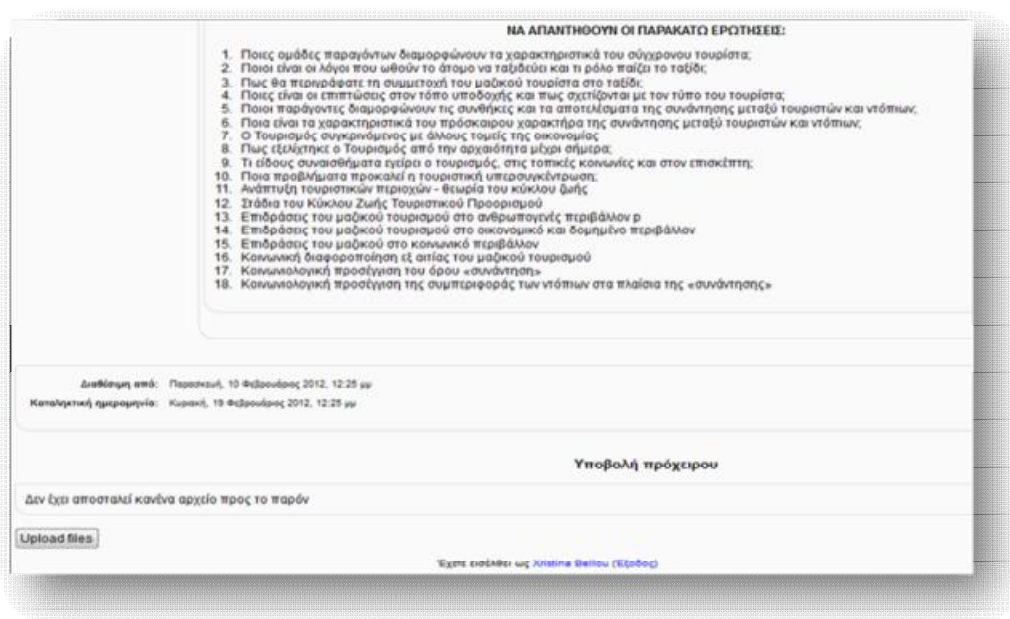 ΝΑ ΑΠΑΝΤΗΘΟΥΝ ΟΙ ΠΑΡΑΚΑΤΩ ΕΡΩΤΗΣΕΙΣ:
1. Ποιες ομάδες παραγόντων διαμορφώνουν τα χαρακτηριστικά του σύγχρονου τουρίστα;
2. Ποιοι είναι οι λόγοι που ωθούν το άτομο να ταξιδεύει και τι ρόλο παίζει το ταξίδι;
3. Πως θα περιγράφατε τη συμμετοχή του μαζικού τουρίστα στο ταξίδι;
4. Ποιες είναι οι επιπτώσεις στον τόπο υποδοχής και πως σχετίζονται με τον τύπο του τουρίστα;
5. Ποιοι παράγοντες διαμορφώνουν τις συνθήκες και τα αποτελέσματα της συνάντησης μεταξύ τουριστών και ντόπιων;
6. Ποια είναι τα χαρακτηριστικά του πρόσκαιρου χαρακτήρα της συνάντησης μεταξύ τουριστών και ντόπιων;
7. Ο Τουρισμός συγκρινόμενος με άλλους τομείς της οικονομίας
8. Πως εξελίχτηκε ο Τουρισμός από την αρχαιότητα μέχρι σήμερα;
9. Τι είδους συναισθήματα εγείρει ο τουρισμός, στις τοπικές κοινωνίες και στον επισκέπτη;
10. Ποια προβλήματα προκαλεί η τουριστική υπερσυγκέντρωση;
11. Ανάπτυξη τουριστικών περιοχών - θεωρία του κύκλου ζωής
12. Στάδια του Κύκλου Ζωής Τουριστικού Προορισμού
13. Επιδράσεις του μαζικού τουρισμού στο ανθρωπογενές περιβάλλον p
14. Επιδράσεις του μαζικού τουρισμού στο οικονομικό και δομημένο περιβάλλον
15. Επιδράσεις του μαζικού στο κοινωνικό περιβάλλον
16. Κοινωνική διαφοροποίηση εξ αιτίας του μαζικού τουρισμού
17. Κοινωνιολογική προσέγγιση του όρου «συνάντηση»
18. Κοινωνιολογική προσέγγιση της συμπεριφοράς των ντόπιων στα πλαίσια της «συνάντησης»
Διαθέσιμη από: Παρασκευή, 10 Φεβρουάριος 2012, 12:25 μμ
Καταληκτική ημερομηνία: Κυριακή, 19 Φεβρουάριος 2012, 12:25 μμ
Υποβολή πρόχειρου
Δεν έχει αποσταλεί κανένα αρχείο προς το παρόν
Upload files
Έχετε εισέλθει ως Xristina Bellou (Έξοδος)